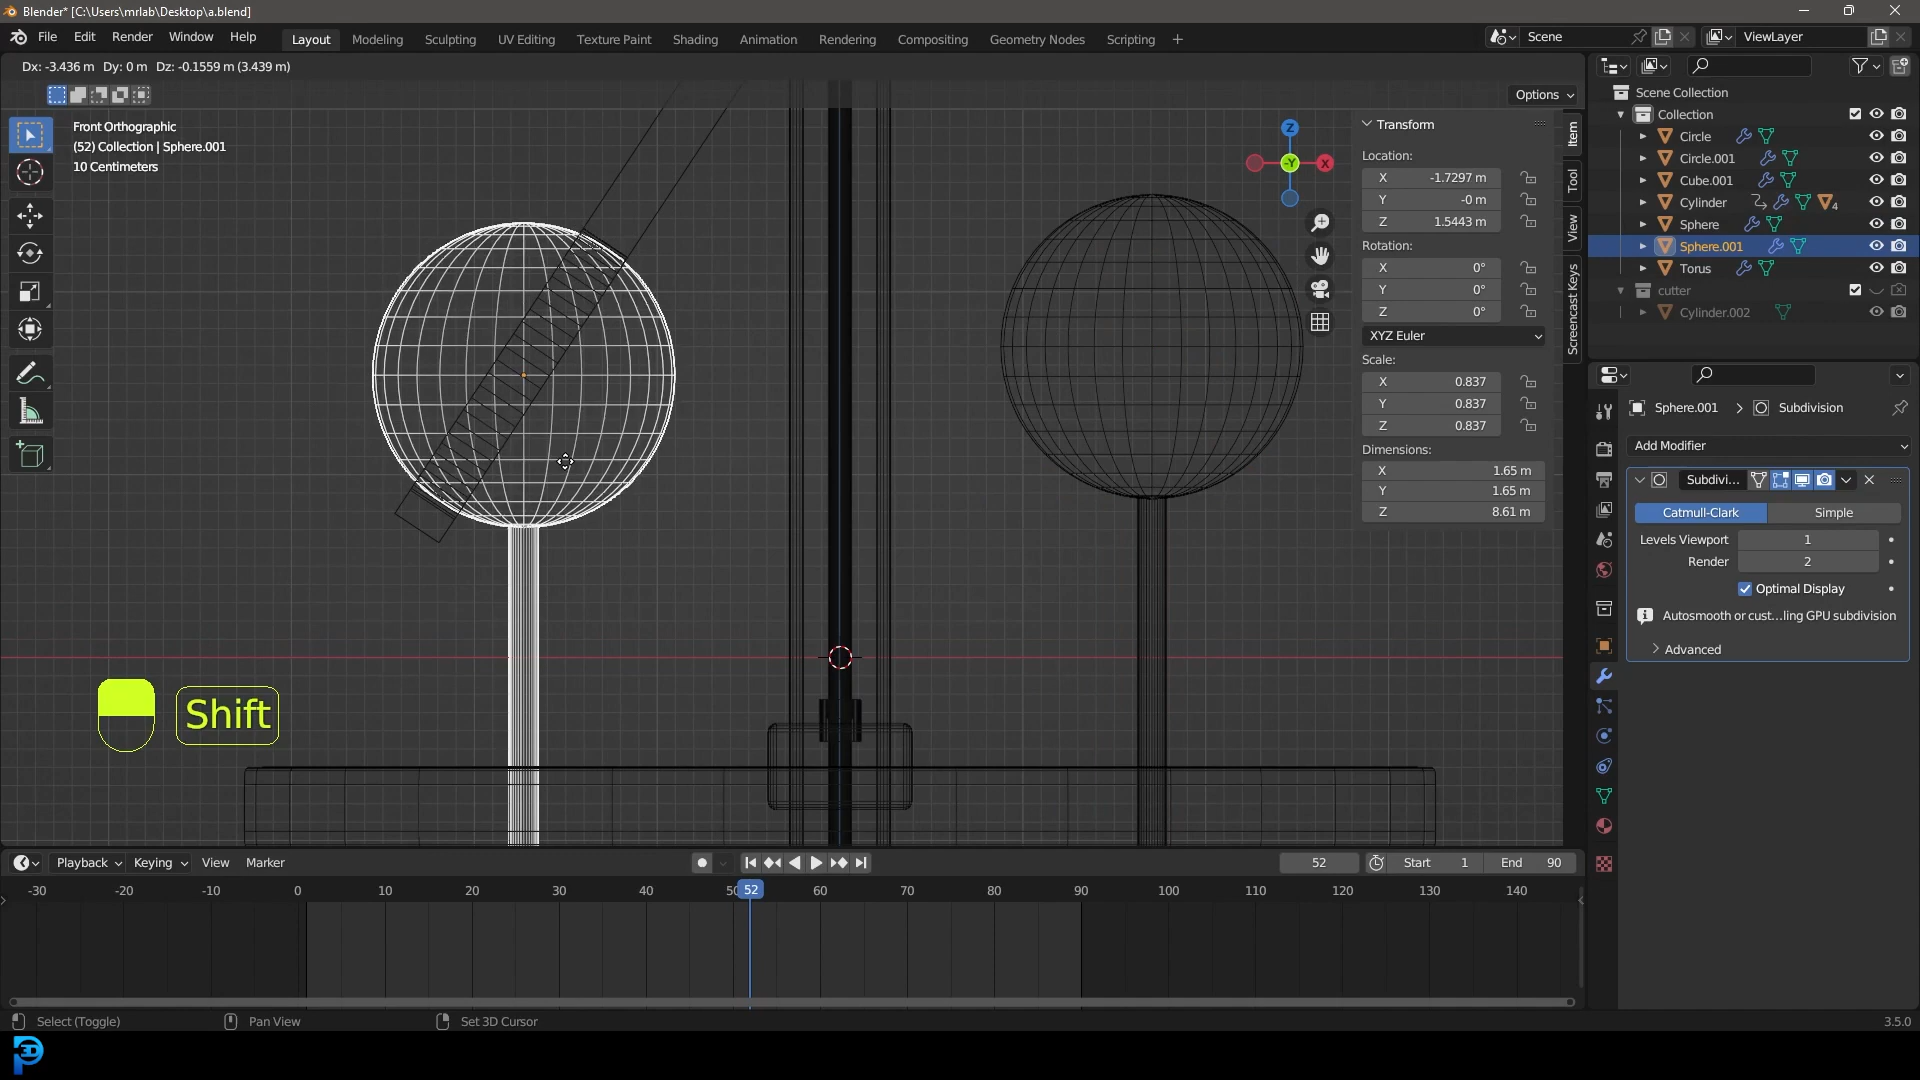 Blender* [C:\Users\mrlab\Desktop\a.blend]
File Edit Render Window Help Layout Modeling Sculpting UV Editing Texture Paint Shading Animation Rendering Compositing Geometry Nodes Scripting + Scene ViewLayer
Dx: -3.436 m Dy: 0 m Dz: -0.1559 m (3.439 m)
Options
Front Orthographic
(52) Collection | Sphere.001
10 Centimeters
Z
-Y
X
Transform
Location:
X -1.7297 m
Y -0 m
Z 1.5443 m
Rotation:
X 0°
Y 0°
Z 0°
XYZ Euler
Scale:
X 0.837
Y 0.837
Z 0.837
Dimensions:
X 1.65 m
Y 1.65 m
Z 8.61 m
Item
Tool
View
Screencast Keys
Scene Collection
Collection
Circle
Circle.001
Cube.001
Cylinder 4
Sphere
Sphere.001
Torus
cutter
Cylinder.002
Sphere.001 > Subdivision
Add Modifier
Subdivi...
Catmull-Clark Simple
Levels Viewport 1
Render 2
Optimal Display
Autosmooth or cust...ling GPU subdivision
Advanced
Shift
Playback Keying View Marker 52 Start 1 End 90
-30 -20 -10 0 10 20 30 40 50 52 60 70 80 90 100 110 120 130 140
Select (Toggle) Pan View Set 3D Cursor 3.5.0
3D